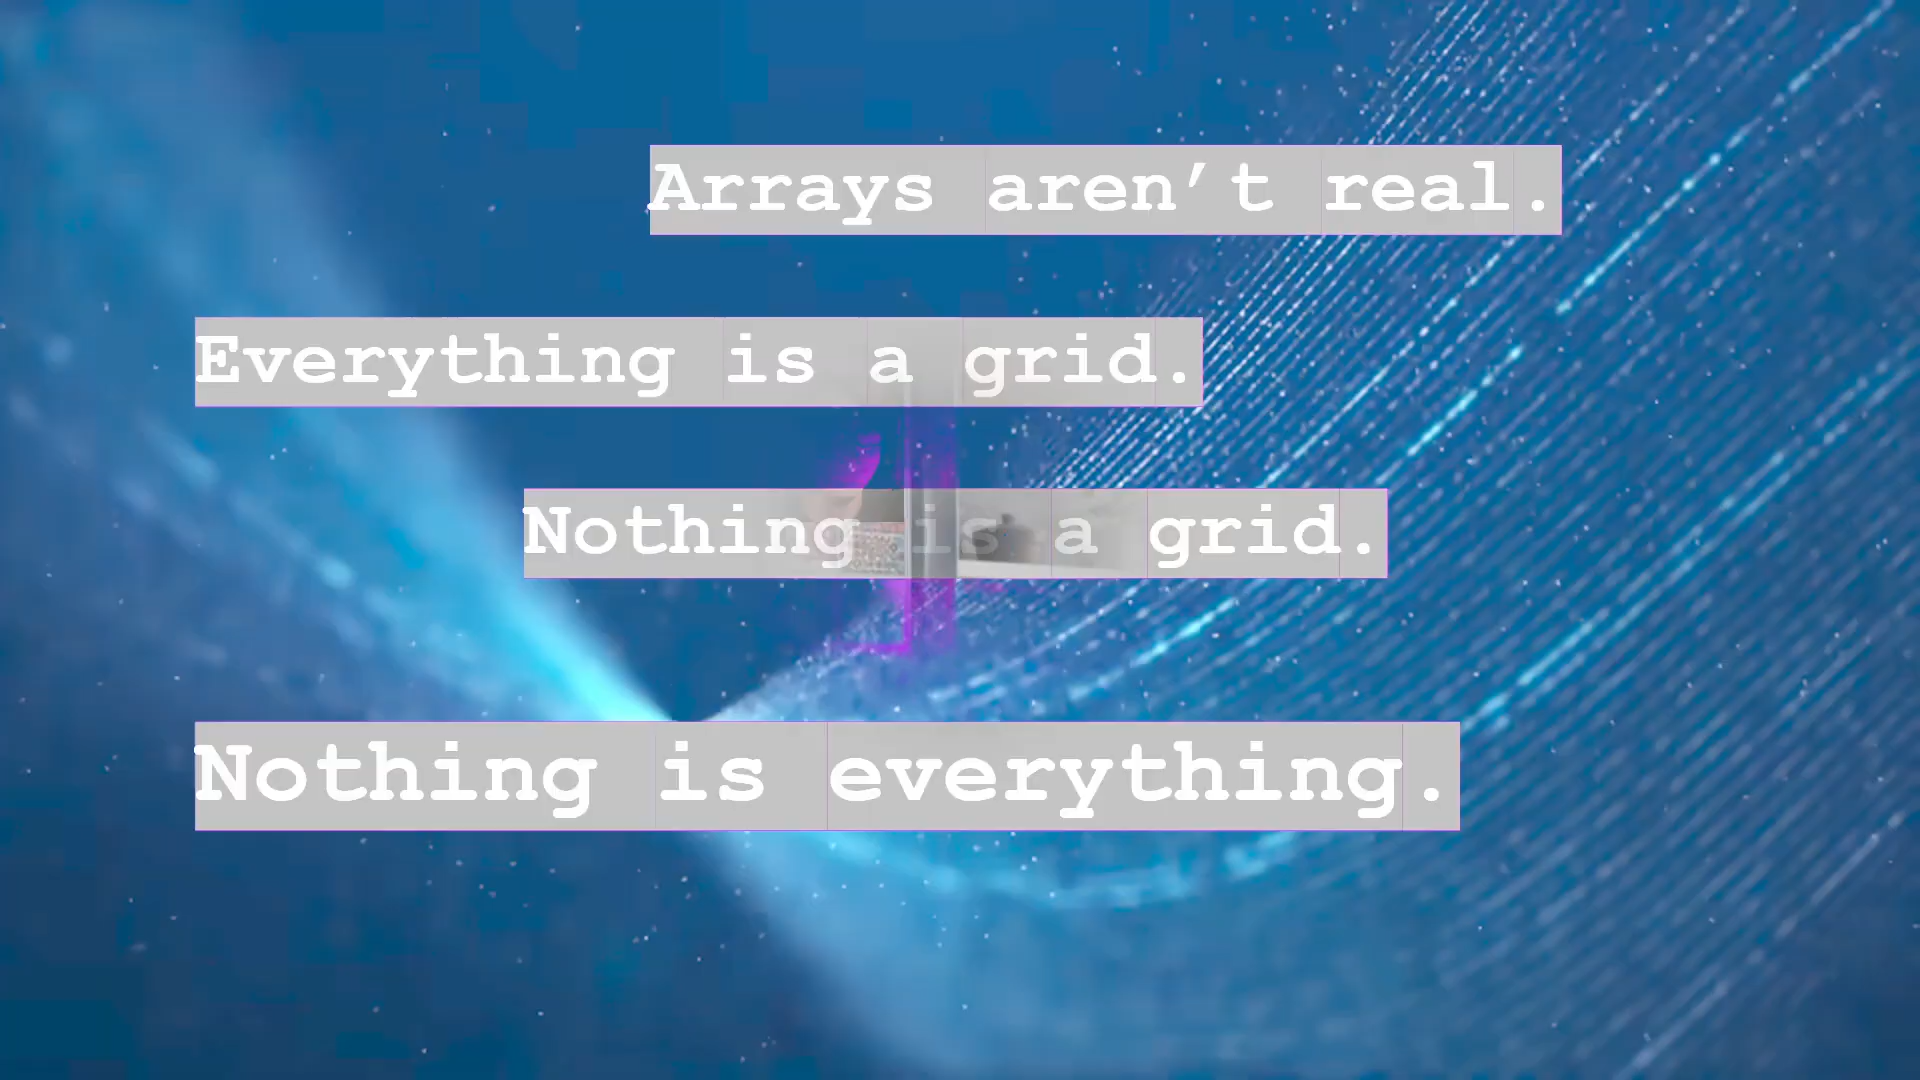 Arrays aren’t real.
Everything is a grid.
Nothing is a grid.
Nothing is everything.